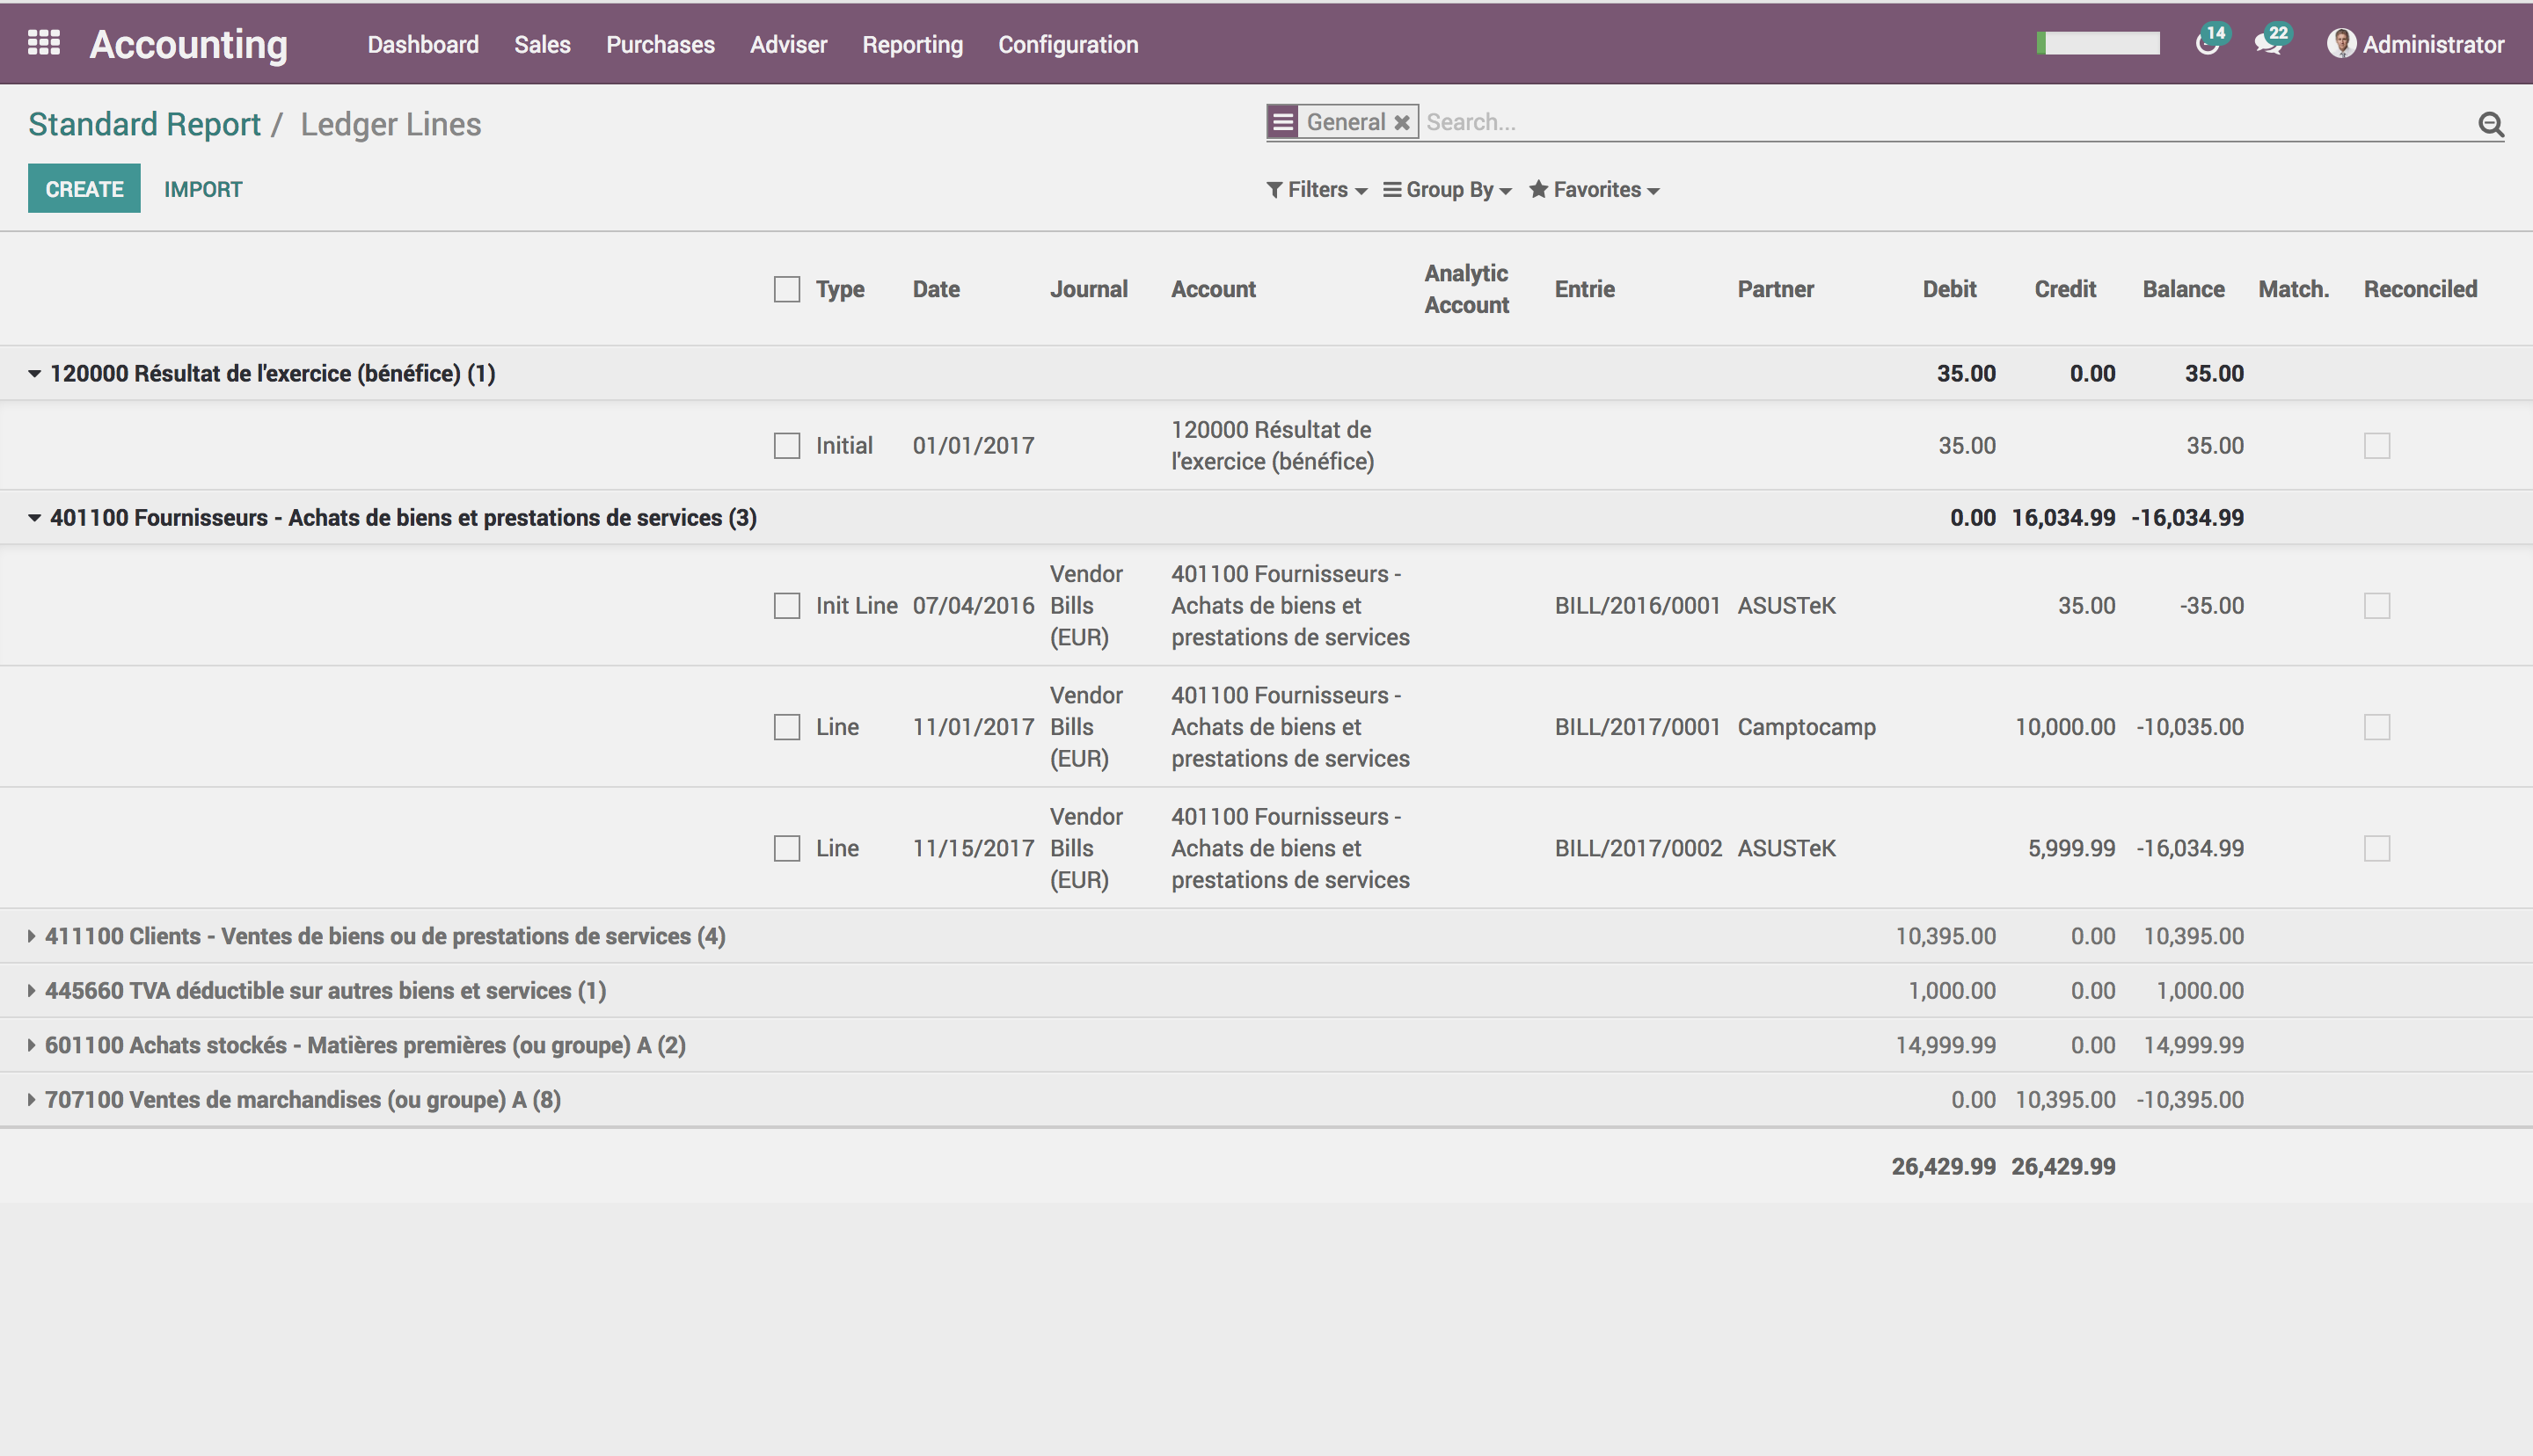 Accounting Dashboard Sales Purchases Adviser Reporting Configuration 14 22 Administrator
Standard Report / Ledger Lines
General Search...
CREATE IMPORT
Filters Group By Favorites
Type Date Journal Account Analytic Account Entrie Partner Debit Credit Balance Match. Reconciled
120000 Résultat de l'exercice (bénéfice) (1) 35.00 0.00 35.00
Initial 01/01/2017 120000 Résultat de l'exercice (bénéfice) 35.00 35.00
401100 Fournisseurs - Achats de biens et prestations de services (3) 0.00 16,034.99 -16,034.99
Init Line 07/04/2016 Vendor Bills (EUR) 401100 Fournisseurs - Achats de biens et prestations de services BILL/2016/0001 ASUSTeK 35.00 -35.00
Line 11/01/2017 Vendor Bills (EUR) 401100 Fournisseurs - Achats de biens et prestations de services BILL/2017/0001 Camptocamp 10,000.00 -10,035.00
Line 11/15/2017 Vendor Bills (EUR) 401100 Fournisseurs - Achats de biens et prestations de services BILL/2017/0002 ASUSTeK 5,999.99 -16,034.99
411100 Clients - Ventes de biens ou de prestations de services (4) 10,395.00 0.00 10,395.00
445660 TVA déductible sur autres biens et services (1) 1,000.00 0.00 1,000.00
601100 Achats stockés - Matières premières (ou groupe) A (2) 14,999.99 0.00 14,999.99
707100 Ventes de marchandises (ou groupe) A (8) 0.00 10,395.00 -10,395.00
26,429.99 26,429.99